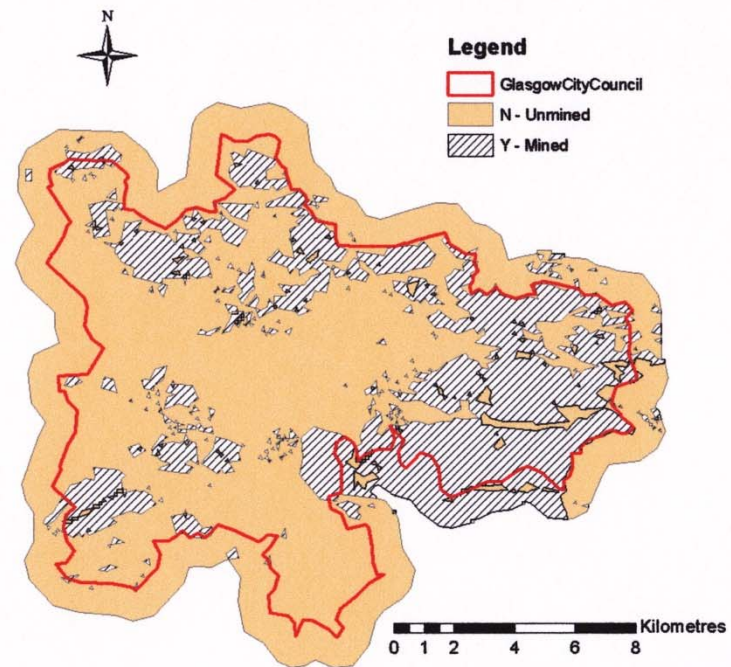 N
Legend
GlasgowCityCouncil
N - Unmined
Y - Mined
Kilometres
0 1 2 4 6 8